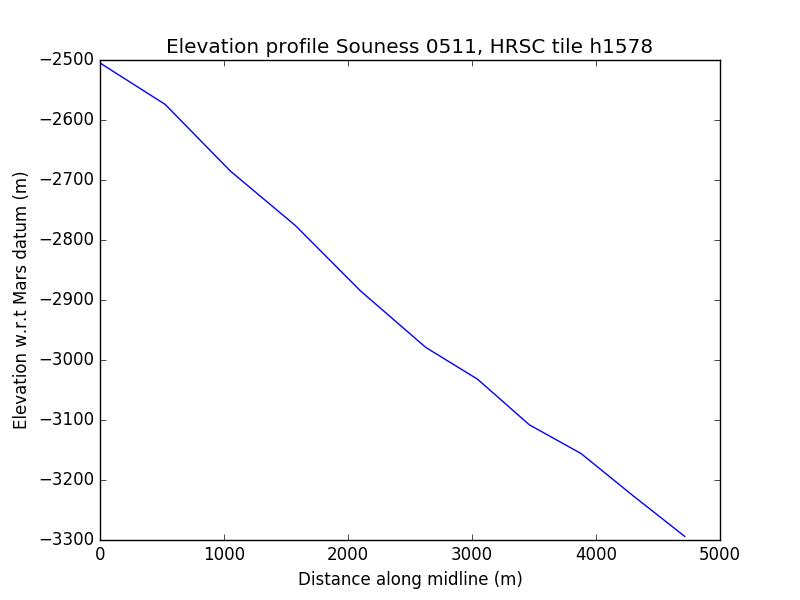 Elevation profile Souness 0511, HRSC tile h1578
−2500
−2600
−2700
−2800
−2900
−3000
−3100
−3200
−3300
Elevation w.r.t Mars datum (m)
0 1000 2000 3000 4000 5000
Distance along midline (m)